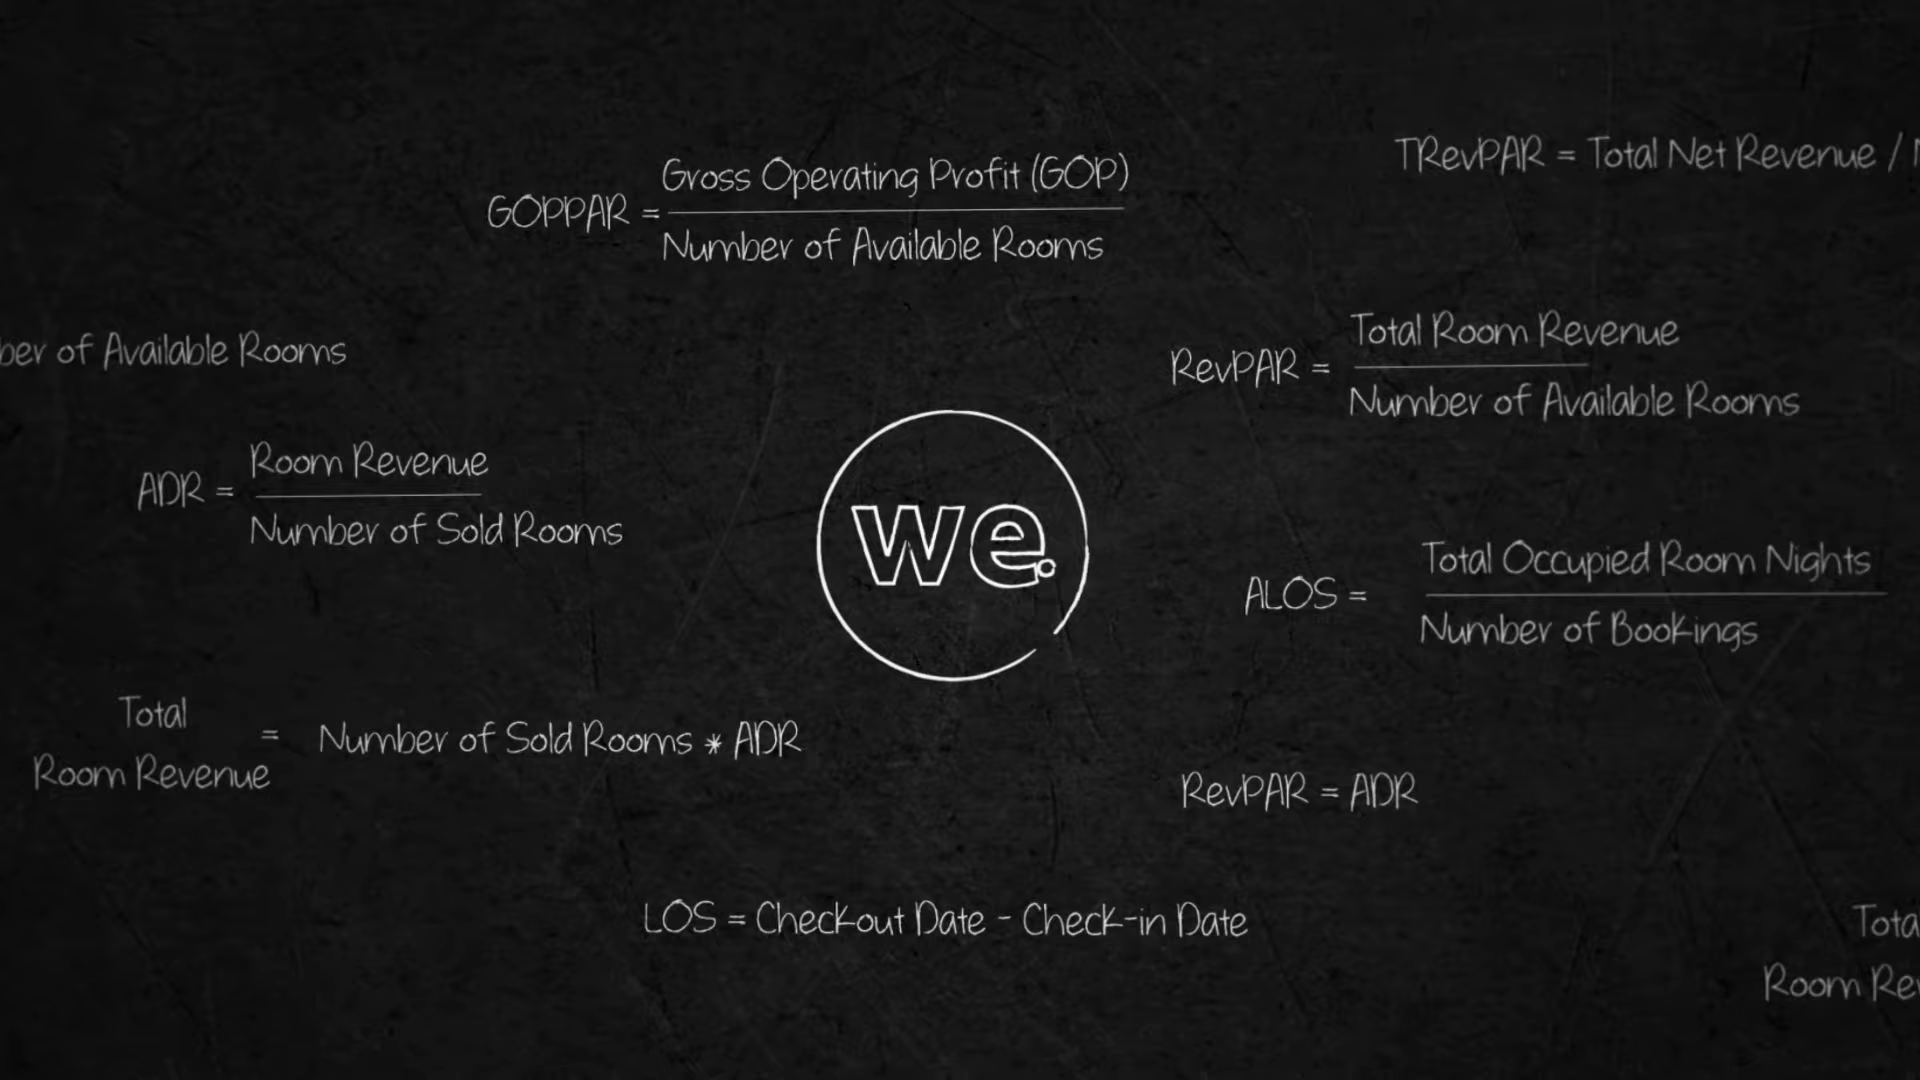 TRevPAR = Total Net Revenue /
GOPPAR = Gross Operating Profit (GOP)
Number of Available Rooms
RevPAR = Total Room Revenue
Number of Available Rooms
of Available Rooms
ADR = Room Revenue
Number of Sold Rooms
we.
ALOS = Total Occupied Room Nights
Number of Bookings
Total
Room Revenue = Number of Sold Rooms * ADR
RevPAR = ADR
LOS = Checkout Date - Check-in Date
Room